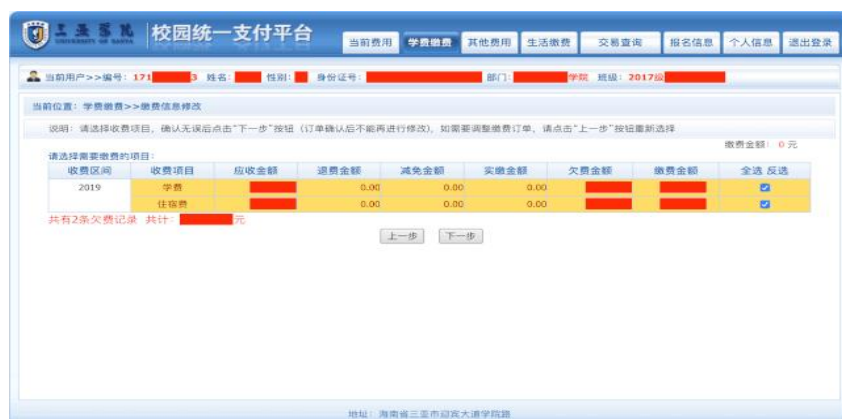 三亚学院 校园统一支付平台
UNIVERSITY OF SANYA
当前费用 学费缴费 其他费用 生活缴费 交易查询 报名信息 个人信息 退出登录
当前用户>>编号: 171 3 姓名: 性别: 身份证号: 部门: 学院 班级: 2017级
当前位置: 学费缴费>>缴费信息修改
说明: 请选择收费项目, 确认无误后点击"下一步"按钮 (订单确认后不能再进行修改), 如需要调整缴费订单, 请点击"上一步"按钮重新选择
缴费金额: 0 元
请选择需要缴费的项目:
收费区间 收费项目 应收金额 退费金额 减免金额 实缴金额 欠费金额 缴费金额 全选 反选
2019 学费 0.00 0.00 0.00
住宿费 0.00 0.00 0.00
共有2条欠费记录 共计: 元
上一步 下一步
地址: 海南省三亚市迎宾大道学院路